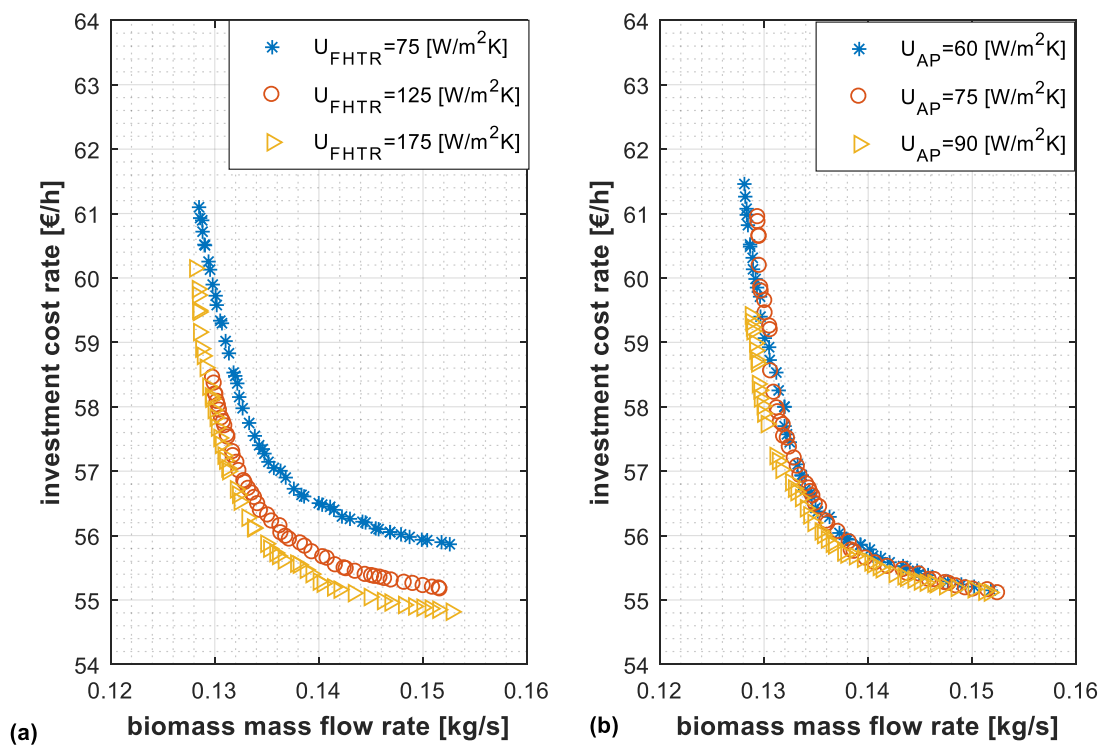 64
63
62
61
60
59
58
57
56
55
54
0.12
0.13
0.14
0.15
0.16
investment cost rate [€/h]
biomass mass flow rate [kg/s]
U_FHTR=75 [W/m²K]
U_FHTR=125 [W/m²K]
U_FHTR=175 [W/m²K]
(a)
64
63
62
61
60
59
58
57
56
55
54
0.12
0.13
0.14
0.15
0.16
investment cost rate [€/h]
biomass mass flow rate [kg/s]
U_AP=60 [W/m²K]
U_AP=75 [W/m²K]
U_AP=90 [W/m²K]
(b)